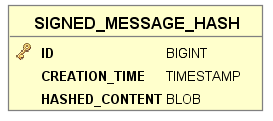 SIGNED_MESSAGE_HASH
ID BIGINT
CREATION_TIME TIMESTAMP
HASHED_CONTENT BLOB